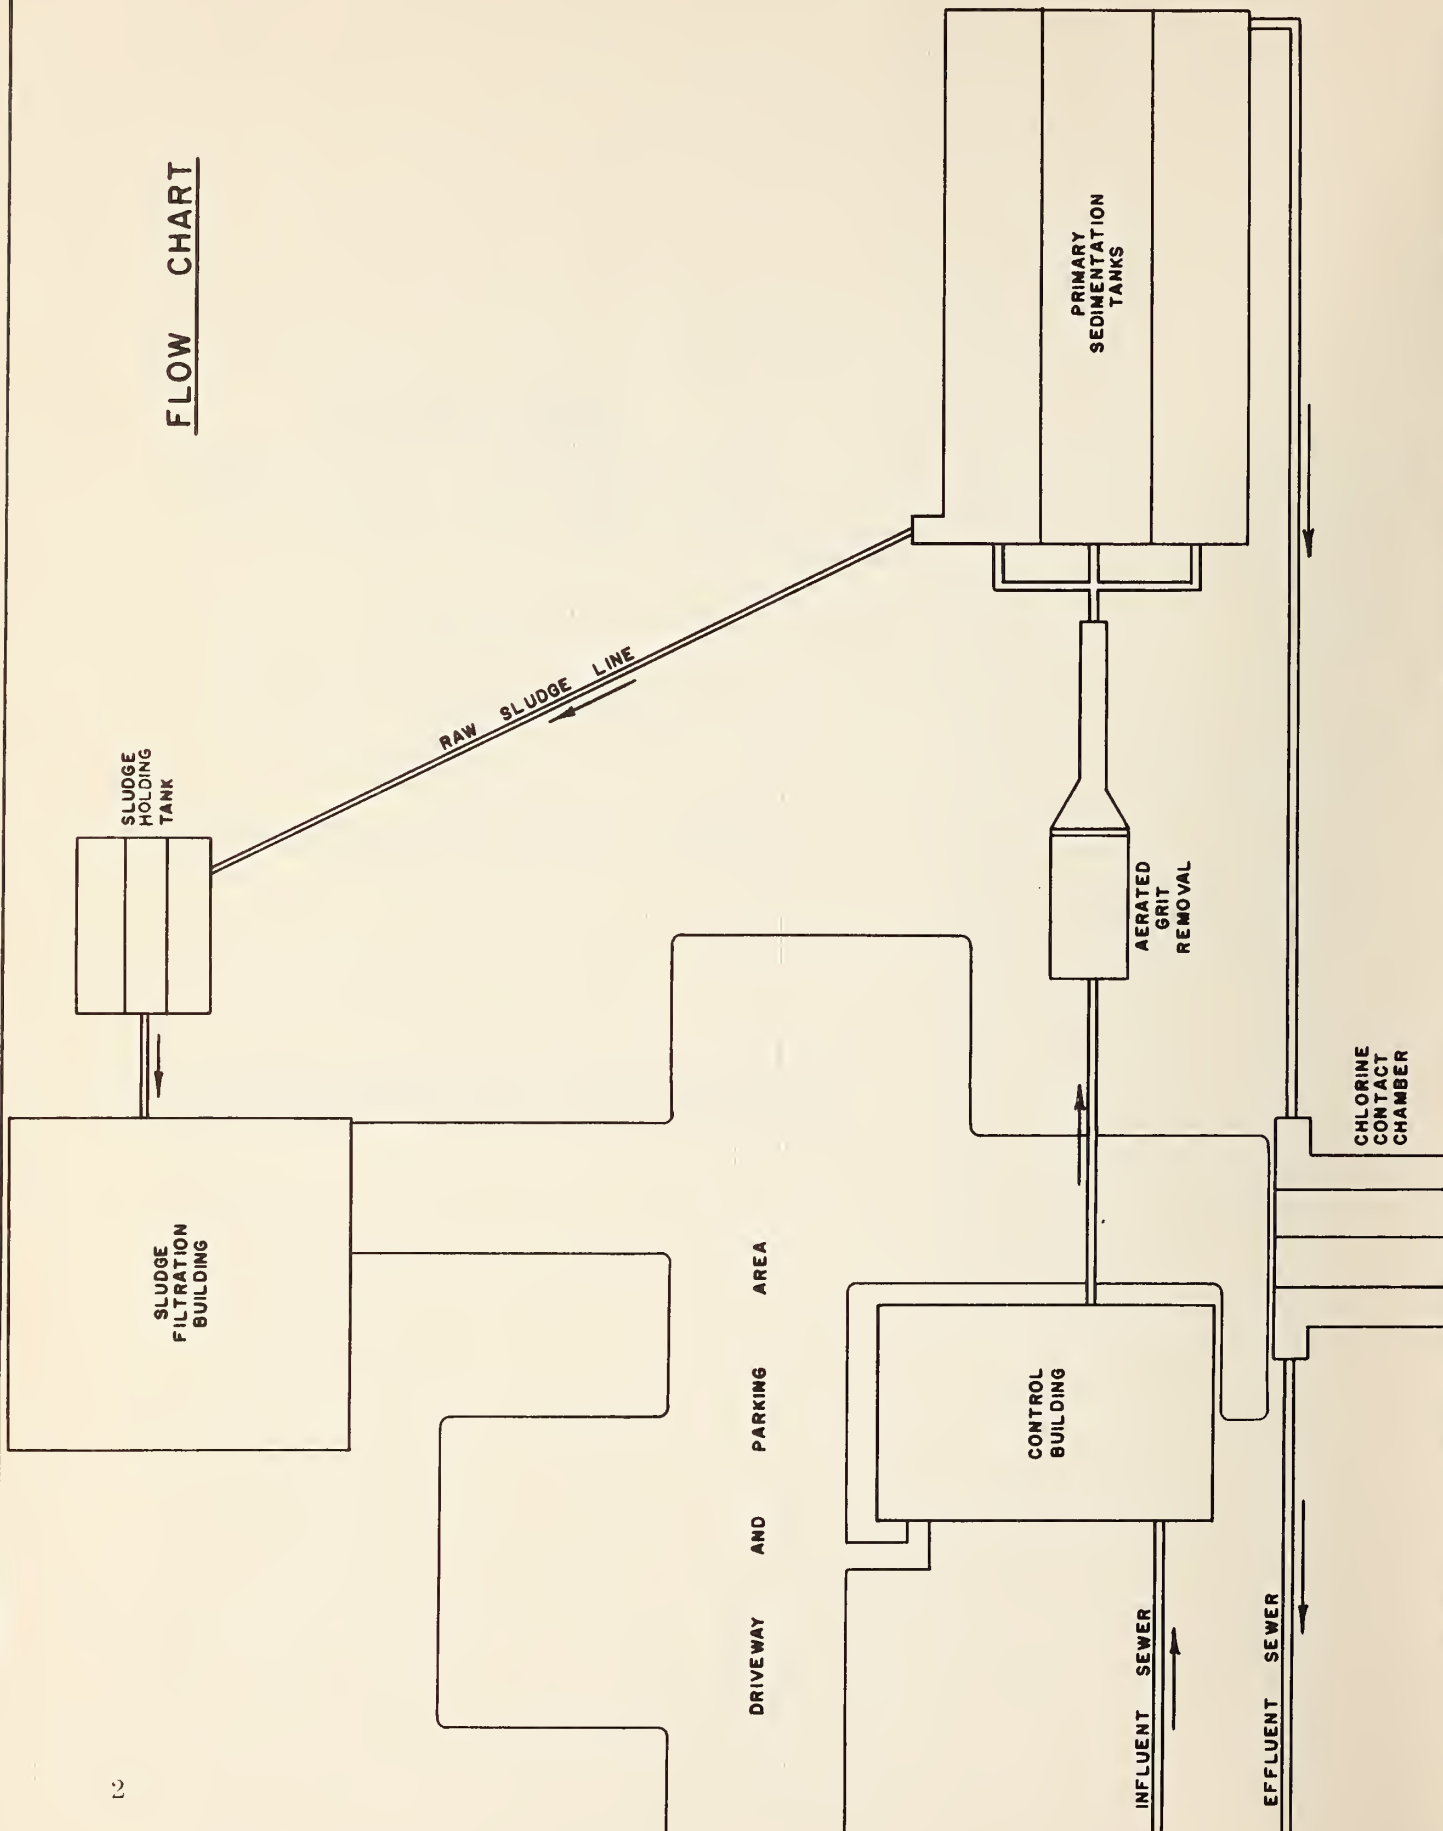 FLOW CHART
SLUDGE
HOLDING
TANK
RAW SLUDGE LINE
PRIMARY
SEDIMENTATION
TANKS
SLUDGE
FILTRATION
BUILDING
AERATED
GRIT
REMOVAL
DRIVEWAY AND PARKING AREA
CONTROL
BUILDING
CHLORINE
CONTACT
CHAMBER
INFLUENT SEWER
EFFLUENT SEWER
2